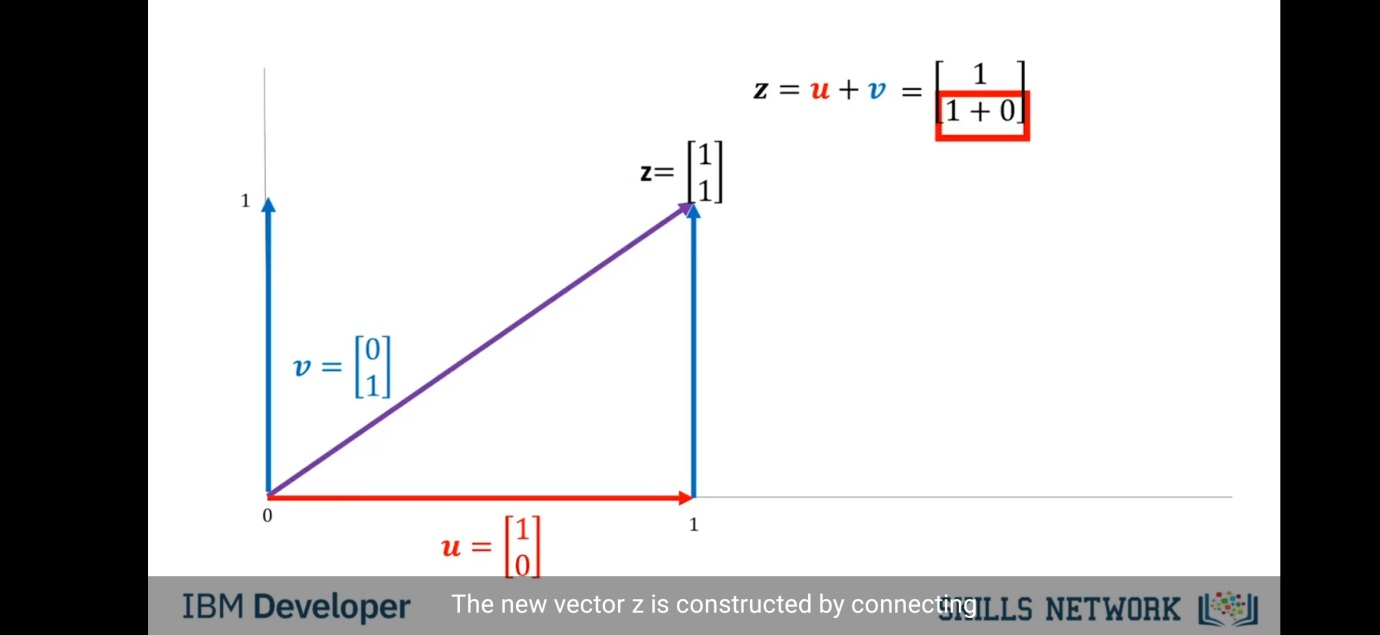 z = u + v = [1
1 + 0]
z= [1
1]
1
v = [0
1]
0
1
u = [1
0]
IBM Developer
The new vector z is constructed by connecting
SKILLS NETWORK